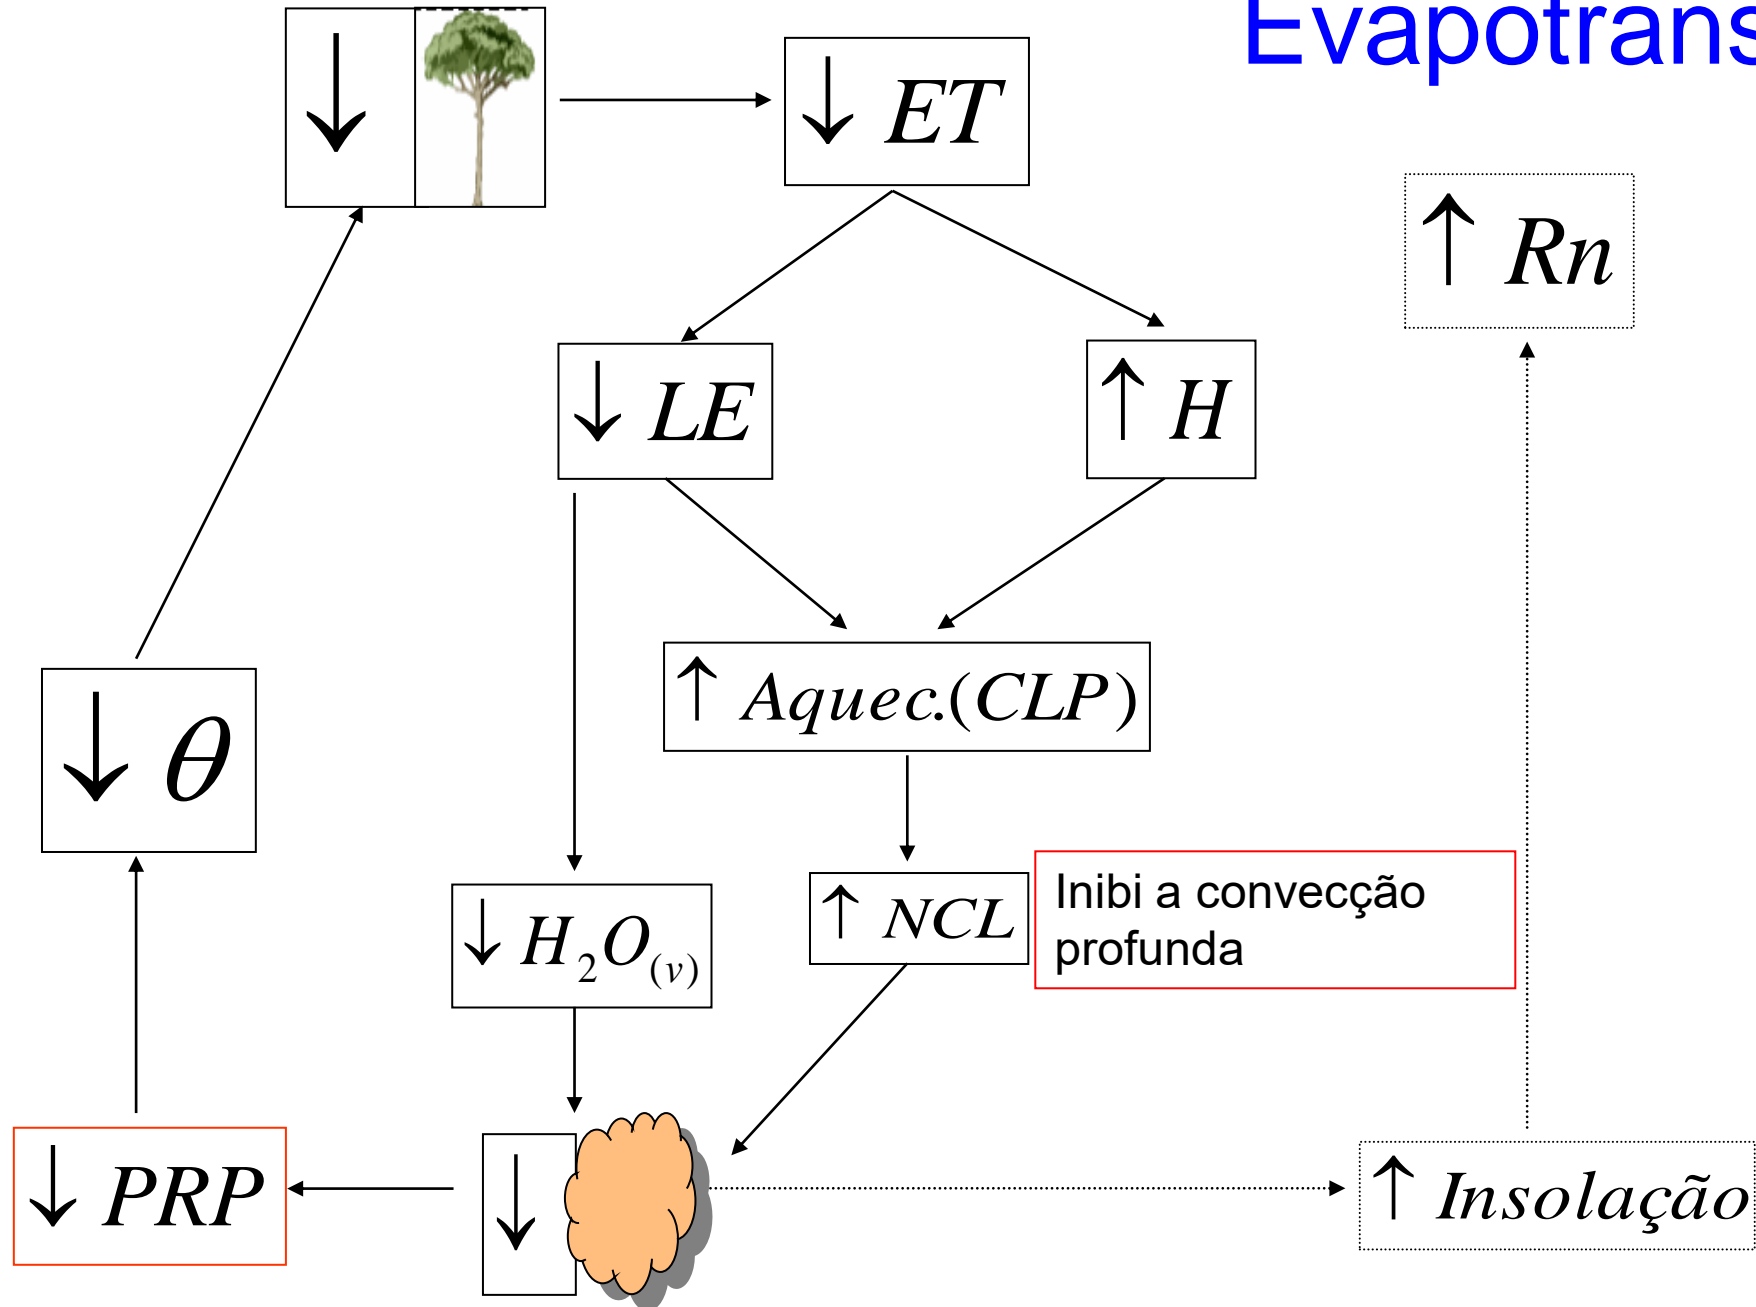 Evapotrans
↓
↓ ET
↑ Rn
↓ LE
↑ H
↑ Aquec.(CLP)
↓ θ
↓ H₂O₍ᵥ₎
↑ NCL
Inibi a convecção
profunda
↓ PRP
↓
↑ Insolação